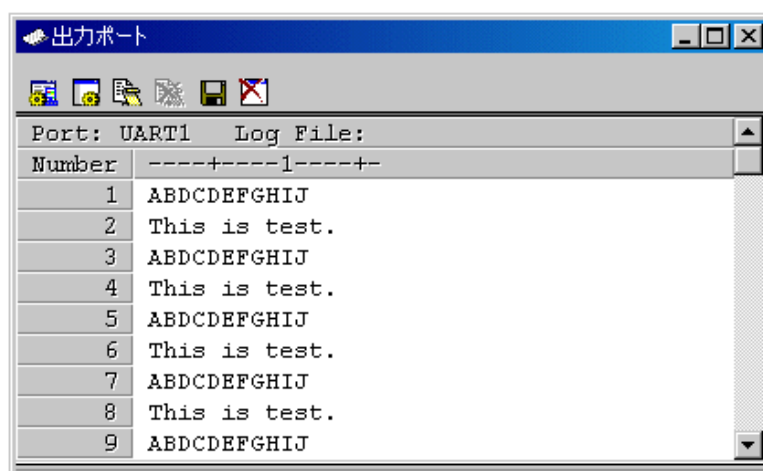 出力ポート
Port: UART1 Log File:
Number ----+----1----+-
1 ABDCDEFGHIJ
2 This is test.
3 ABDCDEFGHIJ
4 This is test.
5 ABDCDEFGHIJ
6 This is test.
7 ABDCDEFGHIJ
8 This is test.
9 ABDCDEFGHIJ